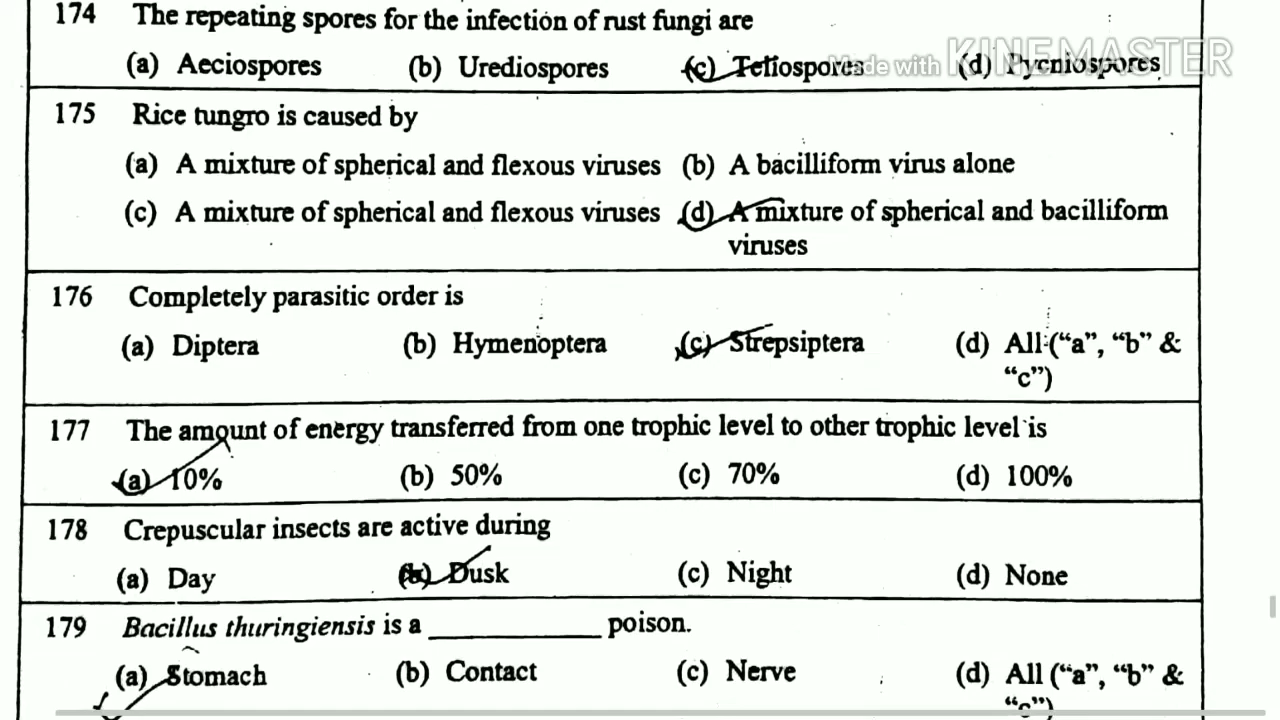 174 The repeating spores for the infection of rust fungi are
(a) Aeciospores (b) Urediospores (c) Teliospores (d) Pycniospores
Made with KINEMASTER
175 Rice tungro is caused by
(a) A mixture of spherical and flexous viruses (b) A bacilliform virus alone
(c) A mixture of spherical and flexous viruses (d) A mixture of spherical and bacilliform
viruses
176 Completely parasitic order is
(a) Diptera (b) Hymenoptera (c) Strepsiptera (d) All ("a", "b" &
"c")
177 The amount of energy transferred from one trophic level to other trophic level is
(a) 10% (b) 50% (c) 70% (d) 100%
178 Crepuscular insects are active during
(a) Day (b) Dusk (c) Night (d) None
179 Bacillus thuringiensis is a ____________ poison.
(a) Stomach (b) Contact (c) Nerve (d) All ("a", "b" &
"c")